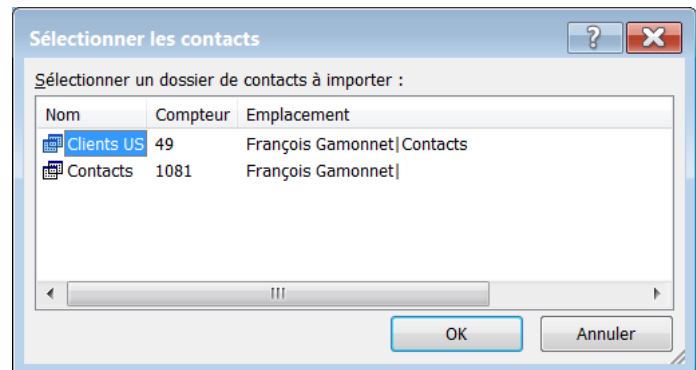 Sélectionner les contacts
Sélectionner un dossier de contacts à importer :
Nom Compteur Emplacement
Clients US 49 François Gamonnet|Contacts
Contacts 1081 François Gamonnet|
OK Annuler